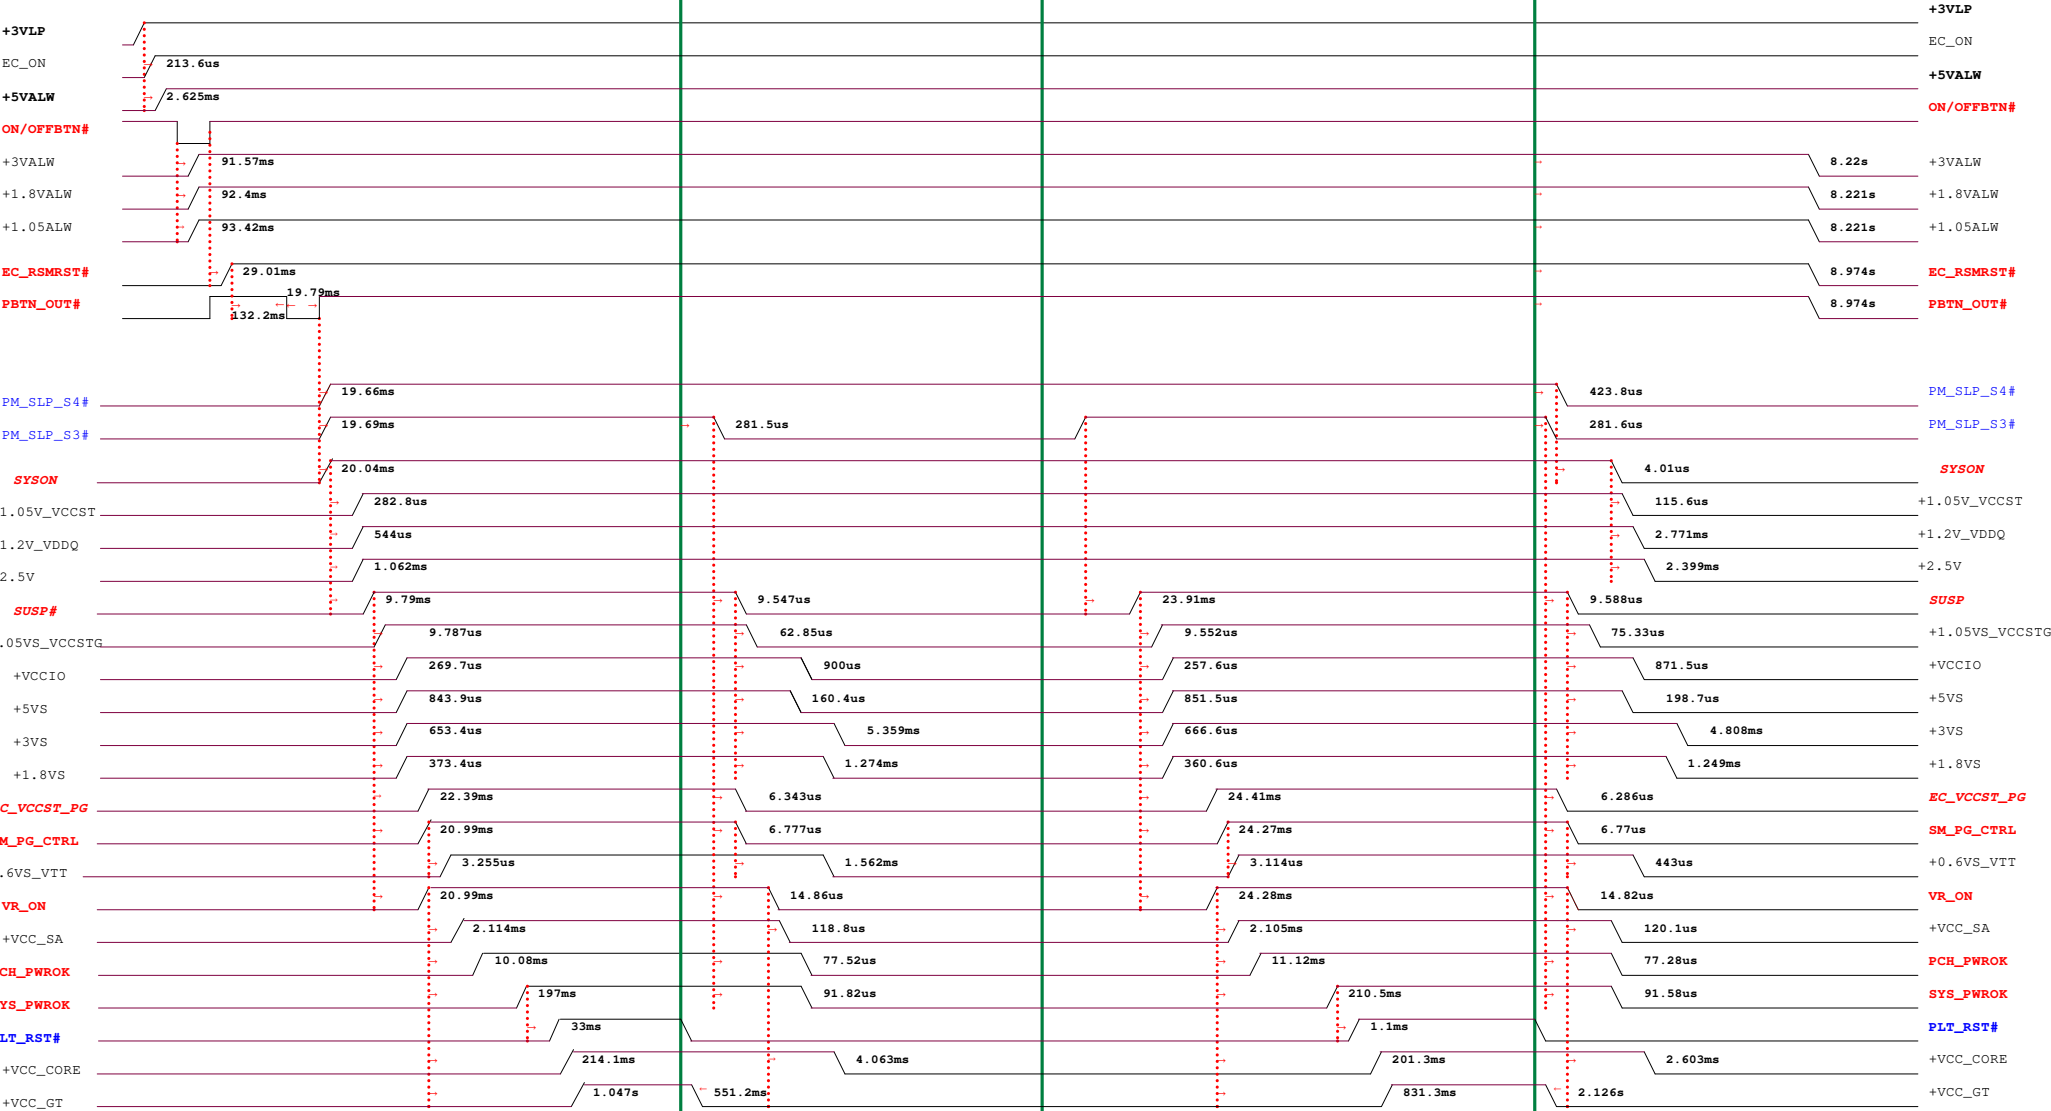 +3VLP
+3VLP
EC_ON 213.6us
EC_ON
+5VALW 2.625ms
+5VALW
ON/OFFBTN#
ON/OFFBTN#
+3VALW 91.57ms 8.22s +3VALW
+1.8VALW 92.4ms 8.221s +1.8VALW
+1.05ALW 93.42ms 8.221s +1.05ALW
EC_RSMRST# 29.01ms 8.974s EC_RSMRST#
19.79ms
PBTN_OUT# 8.974s PBTN_OUT#
132.2ms
PM_SLP_S4# 19.66ms 423.8us PM_SLP_S4#
PM_SLP_S3# 19.69ms 281.5us 281.6us PM_SLP_S3#
SYSON 20.04ms 4.01us SYSON
1.05V_VCCST 282.8us 115.6us +1.05V_VCCST
1.2V_VDDQ 544us 2.771ms +1.2V_VDDQ
2.5V 1.062ms 2.399ms +2.5V
SUSP# 9.79ms 9.547us 23.91ms 9.588us SUSP
.05VS_VCCSTG 9.787us 62.85us 9.552us 75.33us +1.05VS_VCCSTG
+VCCIO 269.7us 900us 257.6us 871.5us +VCCIO
+5VS 843.9us 160.4us 851.5us 198.7us +5VS
+3VS 653.4us 5.359ms 666.6us 4.808ms +3VS
+1.8VS 373.4us 1.274ms 360.6us 1.249ms +1.8VS
C_VCCST_PG 22.39ms 6.343us 24.41ms 6.286us EC_VCCST_PG
M_PG_CTRL 20.99ms 6.777us 24.27ms 6.77us SM_PG_CTRL
.6VS_VTT 3.255us 1.562ms 3.114us 443us +0.6VS_VTT
VR_ON 20.99ms 14.86us 24.28ms 14.82us VR_ON
+VCC_SA 2.114ms 118.8us 2.105ms 120.1us +VCC_SA
CH_PWROK 10.08ms 77.52us 11.12ms 77.28us PCH_PWROK
YS_PWROK 197ms 91.82us 210.5ms 91.58us SYS_PWROK
LT_RST# 33ms 1.1ms PLT_RST#
+VCC_CORE 214.1ms 4.063ms 201.3ms 2.603ms +VCC_CORE
+VCC_GT 1.047s 551.2ms 831.3ms 2.126s +VCC_GT